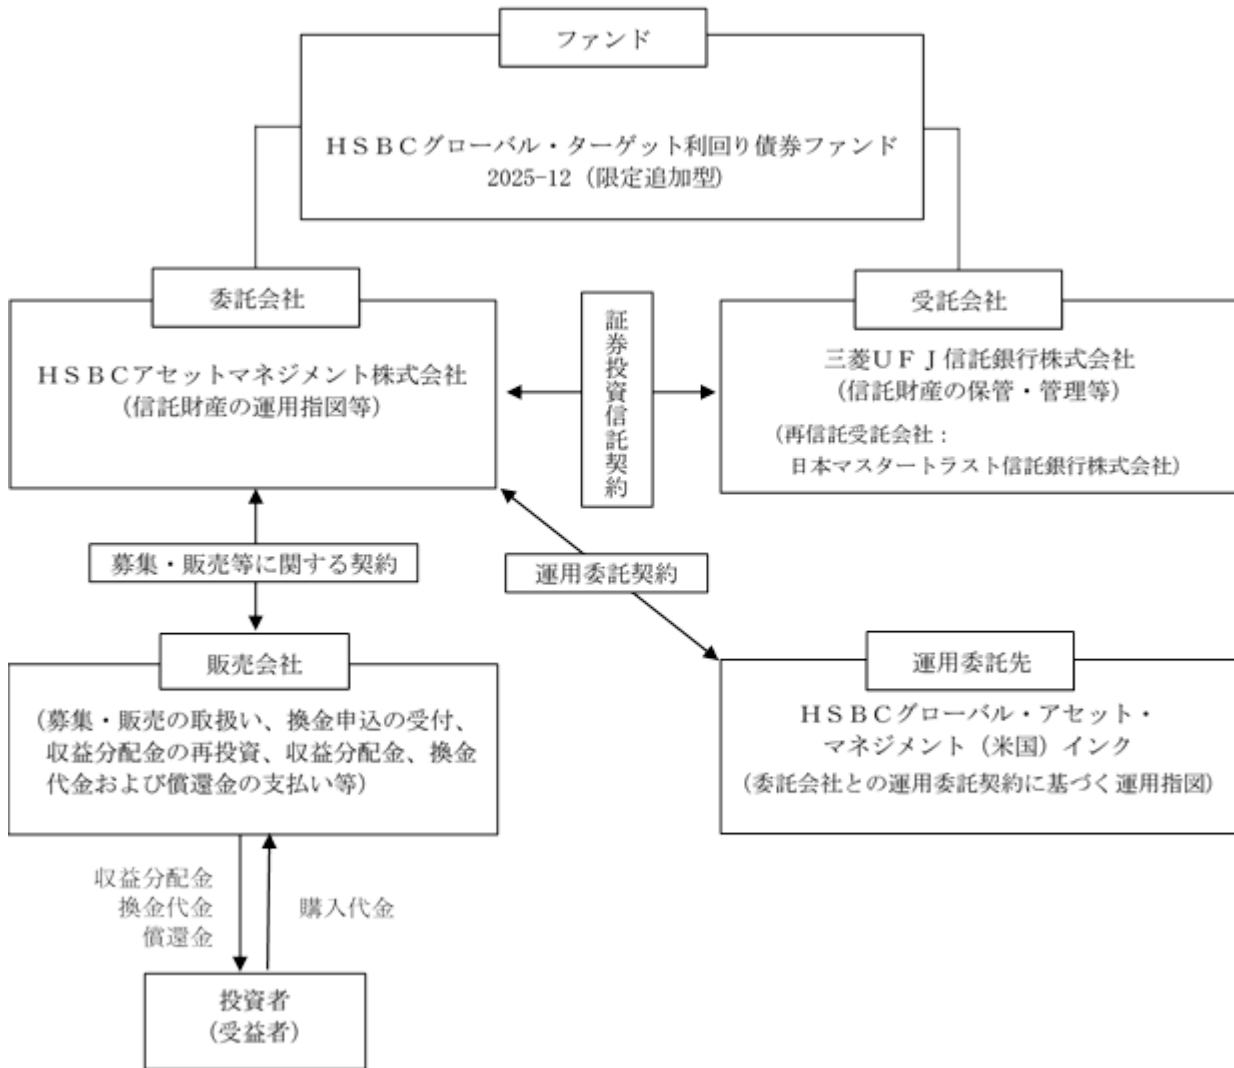 ファンド
HSBCグローバル・ターゲット利回り債券ファンド
2025-12(限定追加型)
委託会社
HSBCアセットマネジメント株式会社
(信託財産の運用指図等)
証券投資信託契約
受託会社
三菱UFJ信託銀行株式会社
(信託財産の保管・管理等)
(再信託受託会社:
日本マスタートラスト信託銀行株式会社)
募集・販売等に関する契約
運用委託契約
販売会社
(募集・販売の取扱い、換金申込の受付、
収益分配金の再投資、収益分配金、換金
代金および償還金の支払い等)
運用委託先
HSBCグローバル・アセット・
マネジメント(米国)インク
(委託会社との運用委託契約に基づく運用指図)
収益分配金
換金代金
償還金
購入代金
投資者
(受益者)